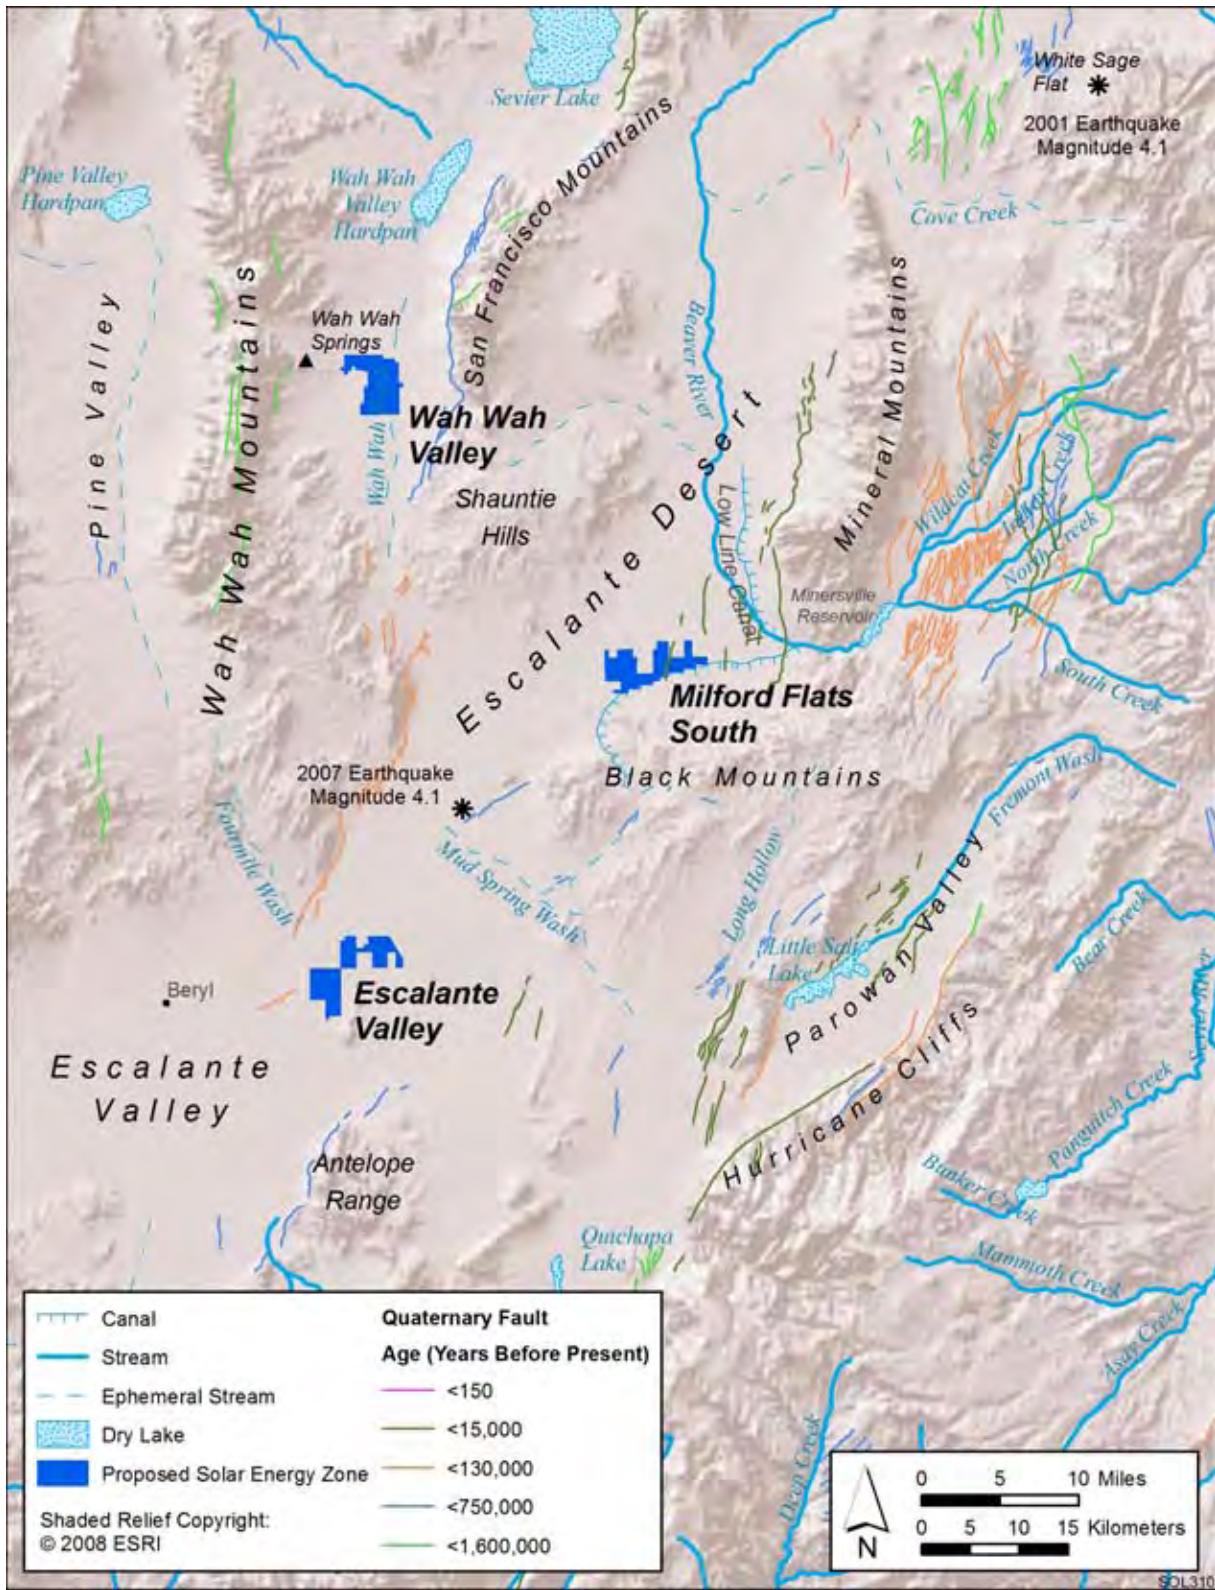 Sevier Lake
White Sage
Flat
2001 Earthquake
Magnitude 4.1
Pine Valley
Hardpan
Wah Wah
Valley
Hardpan
San Francisco Mountains
Cove Creek
Pine Valley
Wah Wah Mountains
Wah Wah
Springs
Beaver River
Mineral Mountains
Wah Wah
Valley
Wah Wah
Shauntie
Hills
Escalante Desert
Low Line Canal
Wildcat Creek
Indian Creek
North Creek
Minersville
Reservoir
South Creek
Milford Flats
South
Black Mountains
2007 Earthquake
Magnitude 4.1
Fremont Wash
Fourmile Wash
Mud Spring Wash
Long Hollow
Little Salt
Lake
Parowan Valley
Bear Creek
Sevier River
Beryl
Escalante
Valley
Escalante
Valley
Hurricane Cliffs
Panguitch Creek
Antelope
Range
Bunker Creek
Quichapa
Lake
Mammoth Creek
Asay Creek
Deep Creek
Canal
Stream
Ephemeral Stream
Dry Lake
Proposed Solar Energy Zone
Shaded Relief Copyright:
© 2008 ESRI
Quaternary Fault
Age (Years Before Present)
<150
<15,000
<130,000
<750,000
<1,600,000
N
0 5 10 Miles
0 5 10 15 Kilometers
SOL310